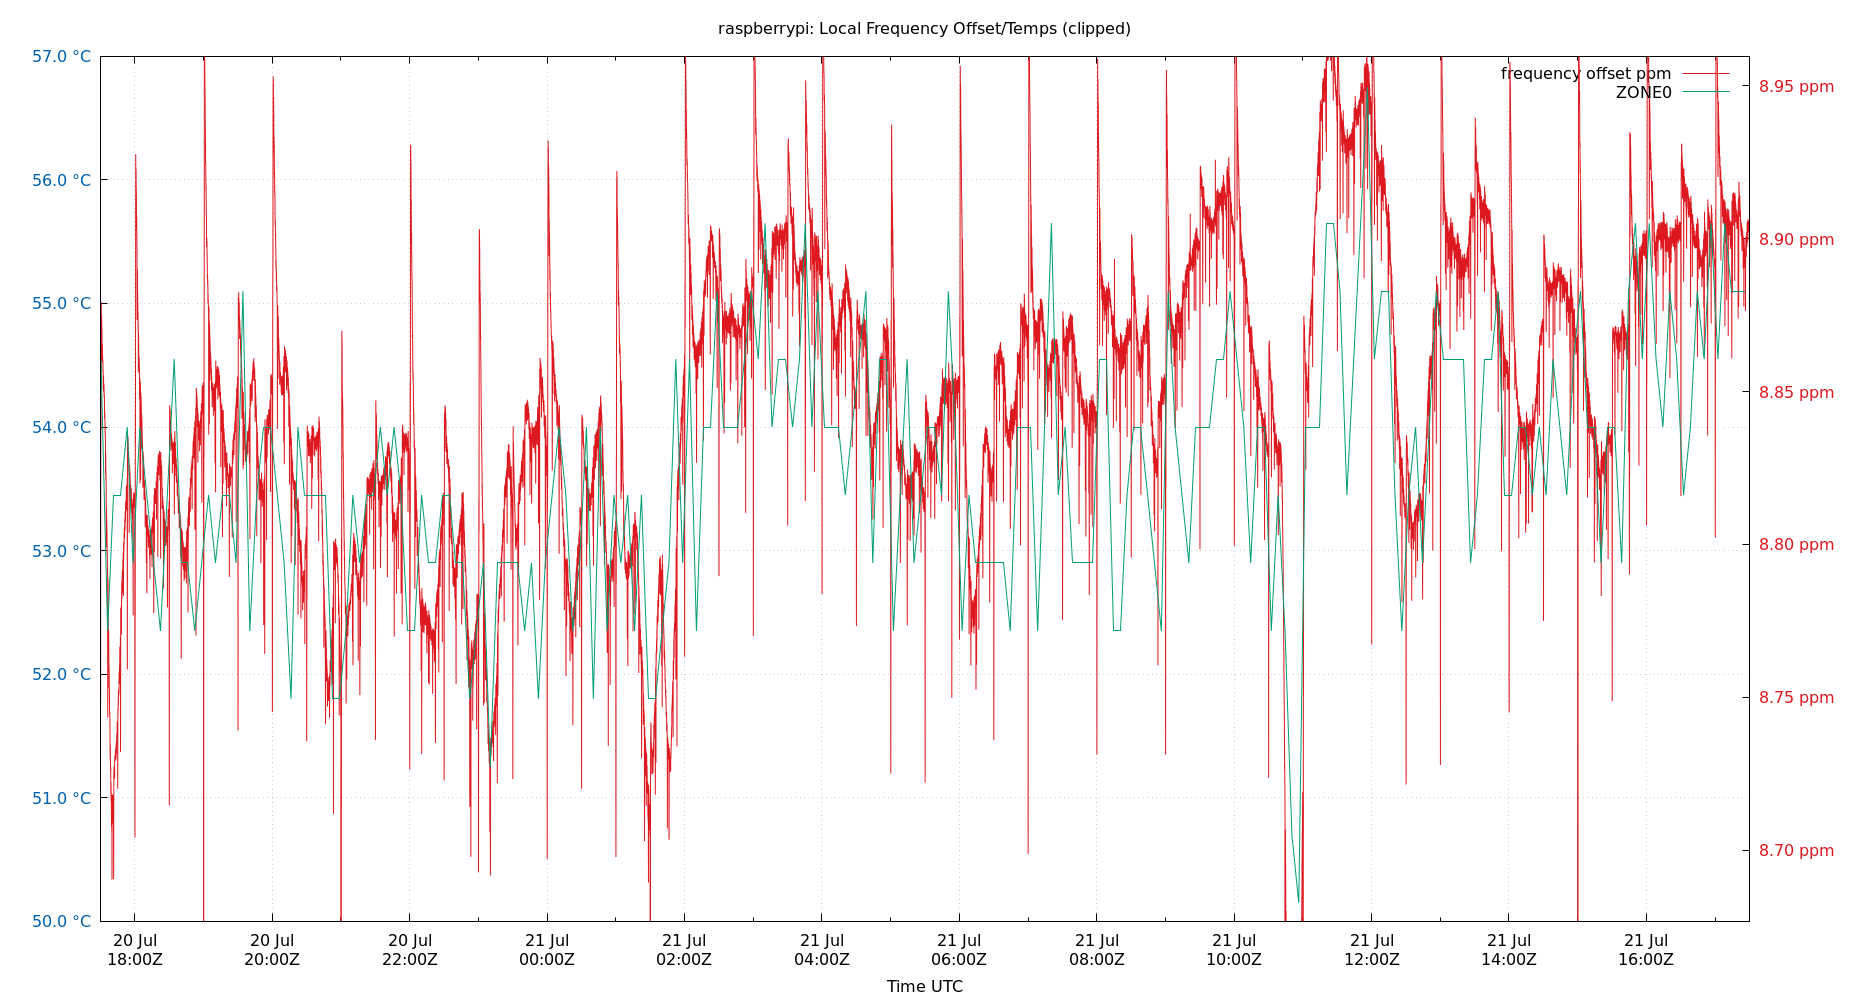 raspberrypi: Local Frequency Offset/Temps (clipped)
57.0 °C
56.0 °C
55.0 °C
54.0 °C
53.0 °C
52.0 °C
51.0 °C
50.0 °C
frequency offset ppm
ZONE0
8.95 ppm
8.90 ppm
8.85 ppm
8.80 ppm
8.75 ppm
8.70 ppm
20 Jul
18:00Z
20 Jul
20:00Z
20 Jul
22:00Z
21 Jul
00:00Z
21 Jul
02:00Z
21 Jul
04:00Z
21 Jul
06:00Z
21 Jul
08:00Z
21 Jul
10:00Z
21 Jul
12:00Z
21 Jul
14:00Z
21 Jul
16:00Z
Time UTC